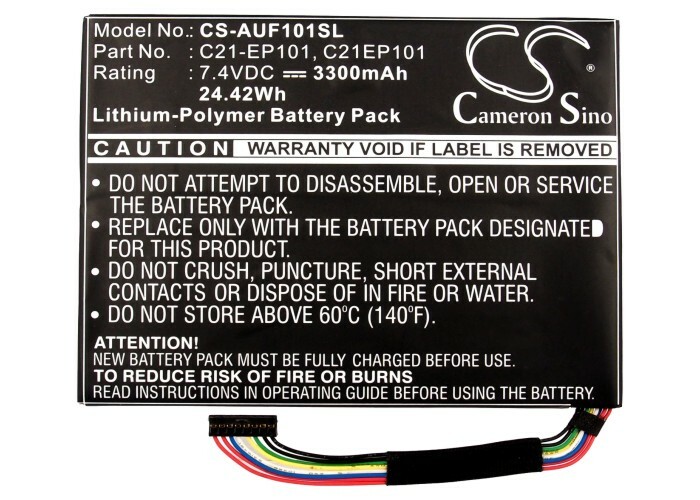 Model No.: CS-AUF101SL
Part No. : C21-EP101, C21EP101
Rating : 7.4VDC ⎓ 3300mAh
24.42Wh
Lithium-Polymer Battery Pack
CS
®
Cameron Sino
CAUTION WARRANTY VOID IF LABEL IS REMOVED
• DO NOT ATTEMPT TO DISASSEMBLE, OPEN OR SERVICE
THE BATTERY PACK.
• REPLACE ONLY WITH THE BATTERY PACK DESIGNATED
FOR THIS PRODUCT.
• DO NOT CRUSH, PUNCTURE, SHORT EXTERNAL
CONTACTS OR DISPOSE OF IN FIRE OR WATER.
• DO NOT STORE ABOVE 60°C (140°F).
ATTENTION!
NEW BATTERY PACK MUST BE FULLY CHARGED BEFORE USE.
TO REDUCE RISK OF FIRE OR BURNS
READ INSTRUCTIONS IN OPERATING GUIDE BEFORE USING THE BATTERY.